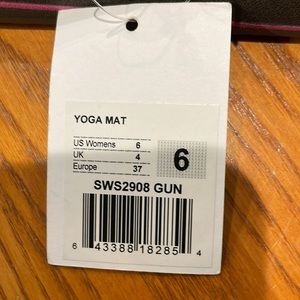 YOGA MAT
US Womens 6
UK 4
Europe 37
6
SWS2908 GUN
6 43388 18285 4